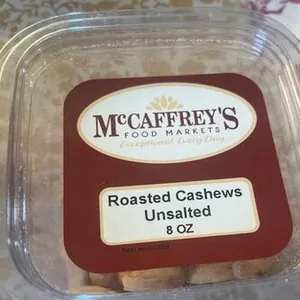 McCAFFREY'S
FOOD MARKETS
Exceptional. Every Day.
Roasted Cashews
Unsalted
8 OZ